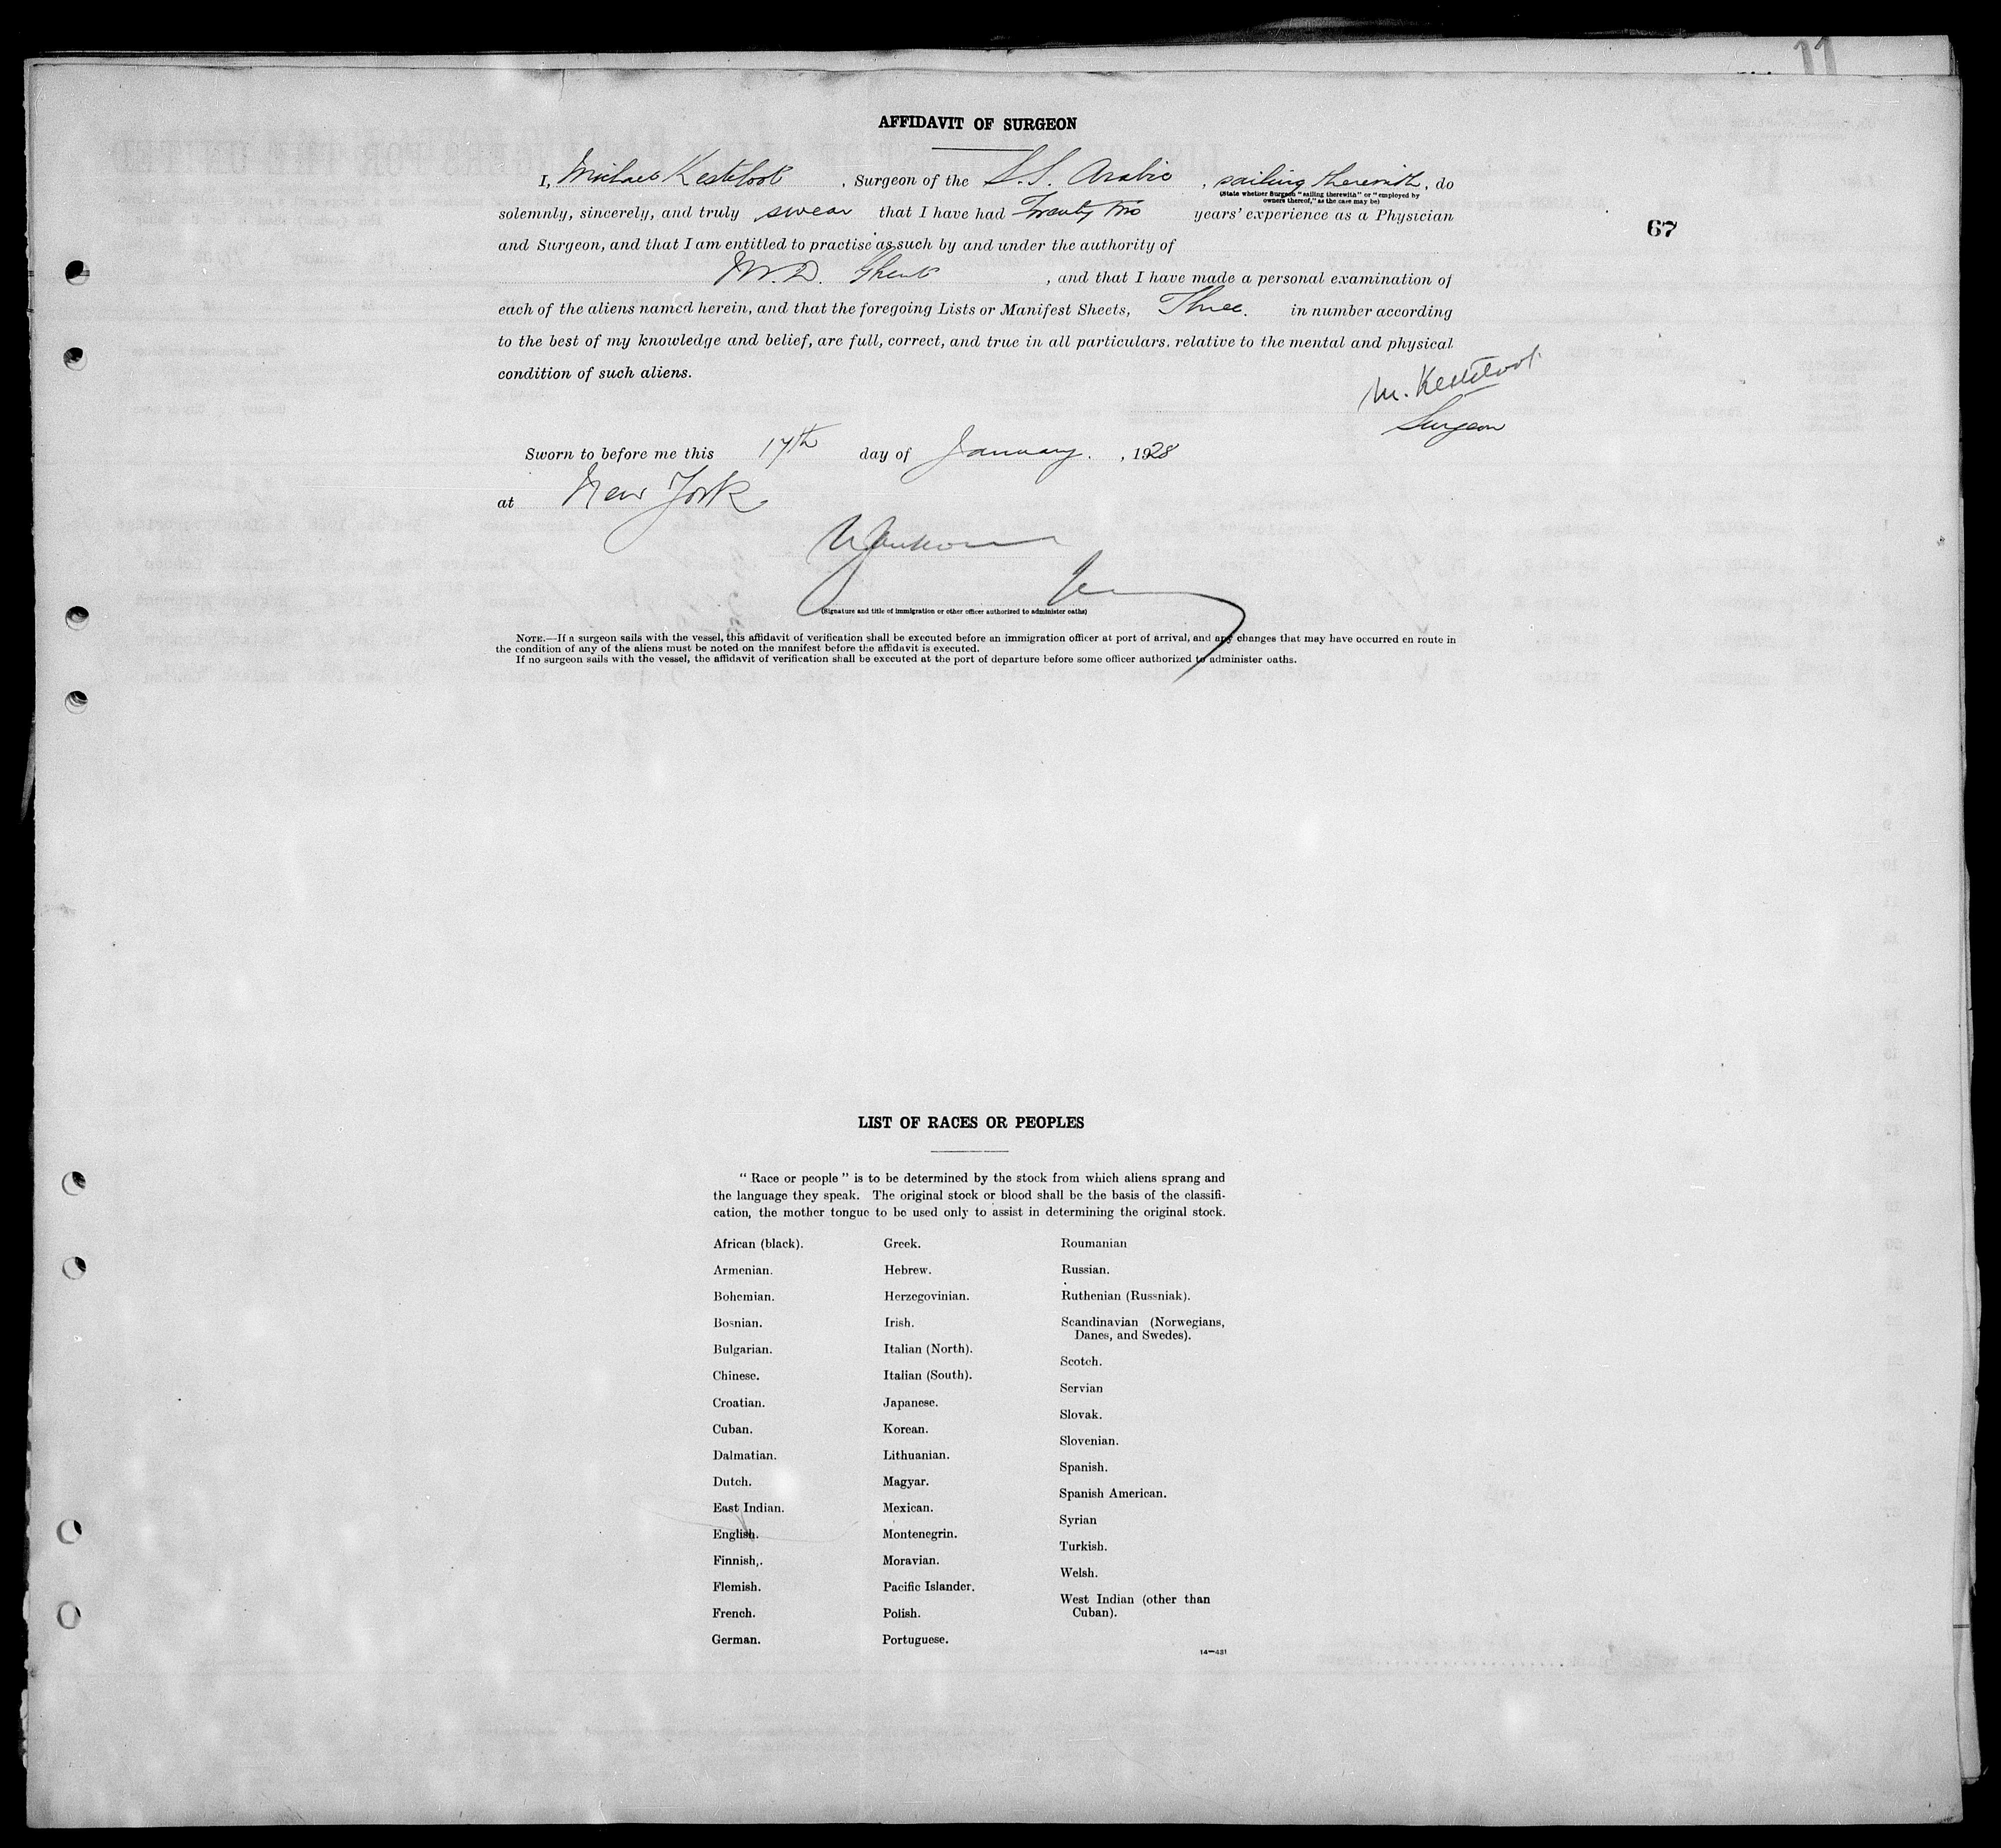 11
AFFIDAVIT OF SURGEON
I, Michael Kesteloot, Surgeon of the S.S. Arabic, sailing therewith, do
(State whether Surgeon "sailing therewith" or "employed by
owners thereof," as the case may be)
solemnly, sincerely, and truly swear that I have had Twenty two years' experience as a Physician
67
and Surgeon, and that I am entitled to practise as such by and under the authority of
M.D. Ghent, and that I have made a personal examination of
each of the aliens named herein, and that the foregoing Lists or Manifest Sheets, Three. in number according
to the best of my knowledge and belief, are full, correct, and true in all particulars. relative to the mental and physical
condition of such aliens.
M. Kesteloot
Surgeon
Sworn to before me this 17th day of January., 1928
at New York
(Signature and title of immigration or other officer authorized to administer oaths)
NOTE.—If a surgeon sails with the vessel, this affidavit of verification shall be executed before an immigration officer at port of arrival, and any changes that may have occurred en route in
the condition of any of the aliens must be noted on the manifest before the affidavit is executed.
If no surgeon sails with the vessel, the affidavit of verification shall be executed at the port of departure before some officer authorized to administer oaths.
LIST OF RACES OR PEOPLES
" Race or people " is to be determined by the stock from which aliens sprang and
the language they speak. The original stock or blood shall be the basis of the classifi-
cation, the mother tongue to be used only to assist in determining the original stock.
African (black).
Armenian.
Bohemian.
Bosnian.
Bulgarian.
Chinese.
Croatian.
Cuban.
Dalmatian.
Dutch.
East Indian.
English.
Finnish,.
Flemish.
French.
German.
Greek.
Hebrew.
Herzegovinian.
Irish.
Italian (North).
Italian (South).
Japanese.
Korean.
Lithuanian.
Magyar.
Mexican.
Montenegrin.
Moravian.
Pacific Islander.
Polish.
Portuguese.
Roumanian
Russian.
Ruthenian (Russniak).
Scandinavian (Norwegians,
Danes, and Swedes).
Scotch.
Servian
Slovak.
Slovenian.
Spanish.
Spanish American.
Syrian
Turkish.
Welsh.
West Indian (other than
Cuban).
14—431